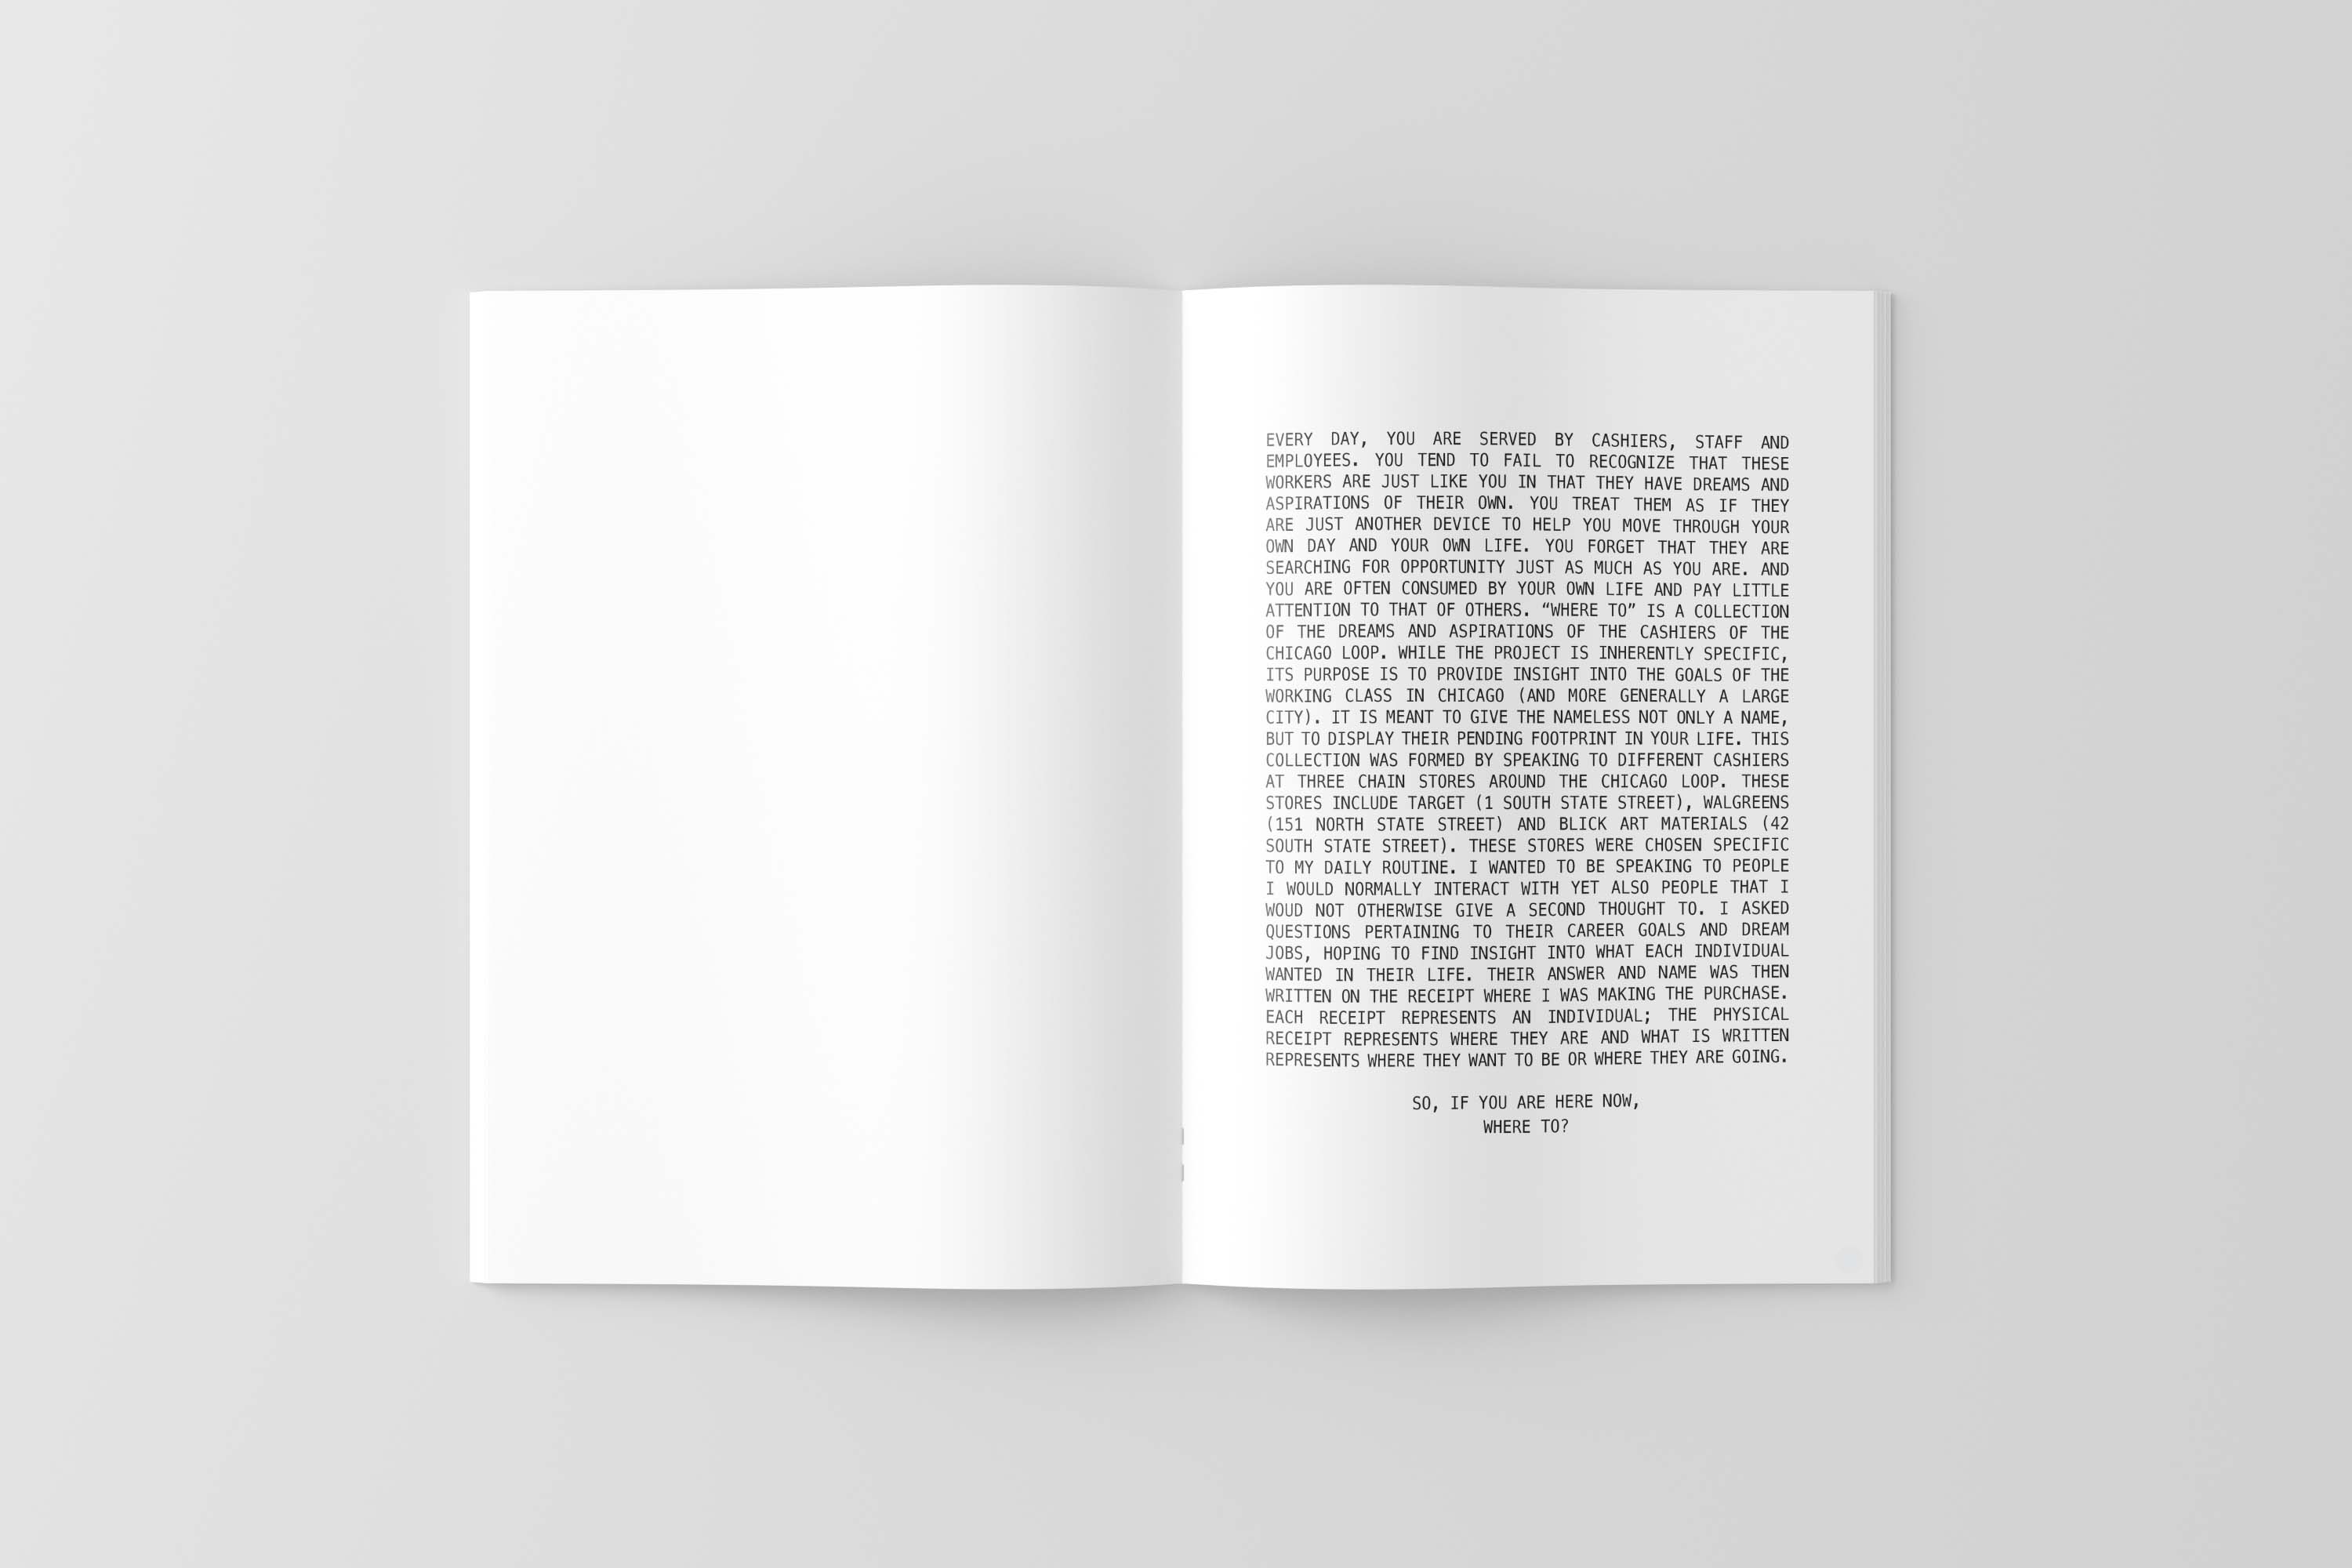 EVERY DAY, YOU ARE SERVED BY CASHIERS, STAFF AND
EMPLOYEES. YOU TEND TO FAIL TO RECOGNIZE THAT THESE
WORKERS ARE JUST LIKE YOU IN THAT THEY HAVE DREAMS AND
ASPIRATIONS OF THEIR OWN. YOU TREAT THEM AS IF THEY
ARE JUST ANOTHER DEVICE TO HELP YOU MOVE THROUGH YOUR
OWN DAY AND YOUR OWN LIFE. YOU FORGET THAT THEY ARE
SEARCHING FOR OPPORTUNITY JUST AS MUCH AS YOU ARE. AND
YOU ARE OFTEN CONSUMED BY YOUR OWN LIFE AND PAY LITTLE
ATTENTION TO THAT OF OTHERS. “WHERE TO” IS A COLLECTION
OF THE DREAMS AND ASPIRATIONS OF THE CASHIERS OF THE
CHICAGO LOOP. WHILE THE PROJECT IS INHERENTLY SPECIFIC,
ITS PURPOSE IS TO PROVIDE INSIGHT INTO THE GOALS OF THE
WORKING CLASS IN CHICAGO (AND MORE GENERALLY A LARGE
CITY). IT IS MEANT TO GIVE THE NAMELESS NOT ONLY A NAME,
BUT TO DISPLAY THEIR PENDING FOOTPRINT IN YOUR LIFE. THIS
COLLECTION WAS FORMED BY SPEAKING TO DIFFERENT CASHIERS
AT THREE CHAIN STORES AROUND THE CHICAGO LOOP. THESE
STORES INCLUDE TARGET (1 SOUTH STATE STREET), WALGREENS
(151 NORTH STATE STREET) AND BLICK ART MATERIALS (42
SOUTH STATE STREET). THESE STORES WERE CHOSEN SPECIFIC
TO MY DAILY ROUTINE. I WANTED TO BE SPEAKING TO PEOPLE
I WOULD NORMALLY INTERACT WITH YET ALSO PEOPLE THAT I
WOUD NOT OTHERWISE GIVE A SECOND THOUGHT TO. I ASKED
QUESTIONS PERTAINING TO THEIR CAREER GOALS AND DREAM
JOBS, HOPING TO FIND INSIGHT INTO WHAT EACH INDIVIDUAL
WANTED IN THEIR LIFE. THEIR ANSWER AND NAME WAS THEN
WRITTEN ON THE RECEIPT WHERE I WAS MAKING THE PURCHASE.
EACH RECEIPT REPRESENTS AN INDIVIDUAL; THE PHYSICAL
RECEIPT REPRESENTS WHERE THEY ARE AND WHAT IS WRITTEN
REPRESENTS WHERE THEY WANT TO BE OR WHERE THEY ARE GOING.
SO, IF YOU ARE HERE NOW,
WHERE TO?